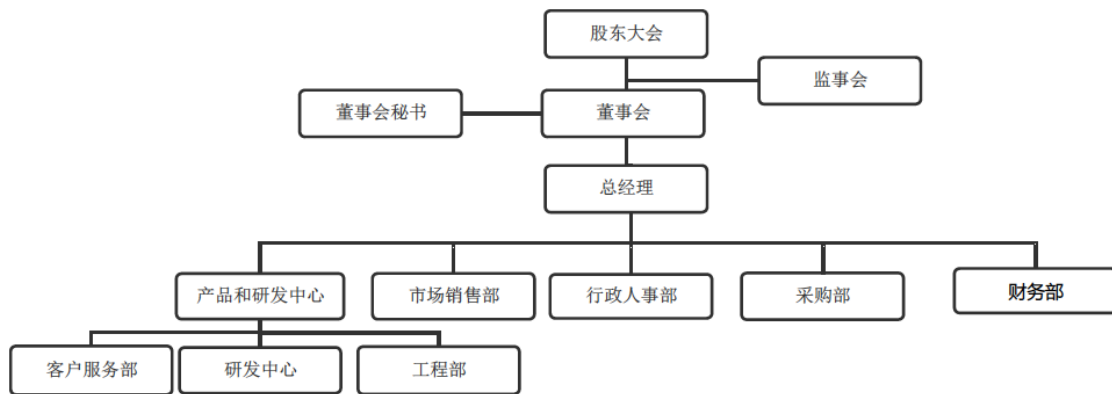 股东大会
监事会
董事会秘书
董事会
总经理
产品和研发中心
市场销售部
行政人事部
采购部
财务部
客户服务部
研发中心
工程部